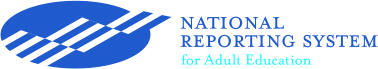 NATIONAL
REPORTING SYSTEM
for Adult Education